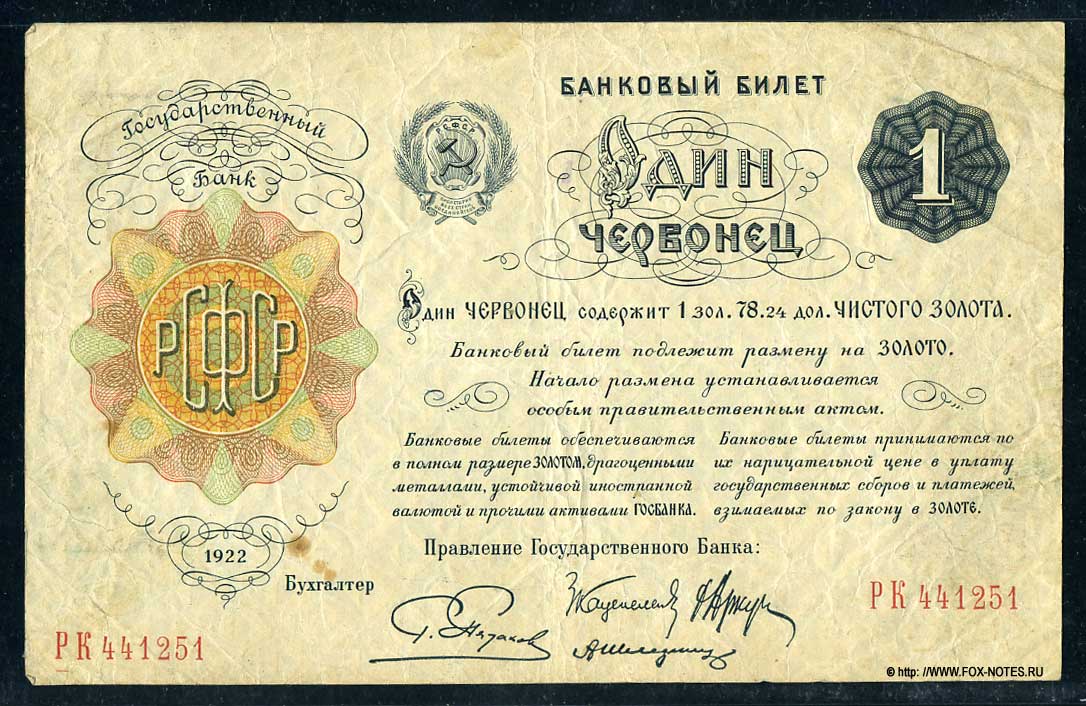 БАНКОВЫЙ БИЛЕТ
Государственный
Банк
РСФСР
ОДИН
ЧЕРВОНЕЦ
1
РСФСР
Один ЧЕРВОНЕЦ содержит 1 зол. 78.24 дол. ЧИСТОГО ЗОЛОТА.
Банковый билет подлежит размену на ЗОЛОТО.
Начало размена устанавливается
особым правительственным актом.
Банковые билеты обеспечиваются
в полном размере ЗОЛОТОМ, драгоценными
металлами, устойчивой иностранной
валютой и прочими активами ГОСБАНКА.
Банковые билеты принимаются по
их нарицательной цене в уплату
государственных сборов и платежей,
взимаемых по закону в ЗОЛОТЕ.
Правление Государственного Банка:
1922
Бухгалтер
РК 441251
РК 441251
© http: //WWW.FOX-NOTES.RU